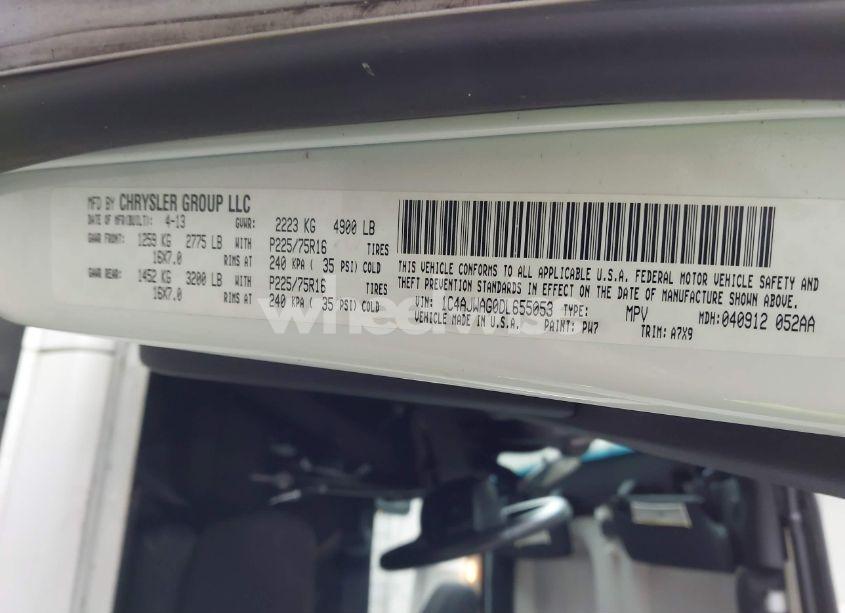 MFD BY CHRYSLER GROUP LLC
DATE OF MFR(BUILT): 4-13 GVWR: 2223 KG 4900 LB
GAWR FRONT: 1259 KG 2775 LB WITH P225/75R16 TIRES
16X7.0 RIMS AT 240 KPA ( 35 PSI) COLD
GAWR REAR: 1452 KG 3200 LB WITH P225/75R16 TIRES
16X7.0 RIMS AT 240 KPA ( 35 PSI) COLD
THIS VEHICLE CONFORMS TO ALL APPLICABLE U.S.A. FEDERAL MOTOR VEHICLE SAFETY AND
THEFT PREVENTION STANDARDS IN EFFECT ON THE DATE OF MANUFACTURE SHOWN ABOVE.
VIN: 1C4AJWAG0DL655053 TYPE: MPV MDH: 040912 052AA
VEHICLE MADE IN U.S.A. PAINT: PW7 TRIM: A7X9